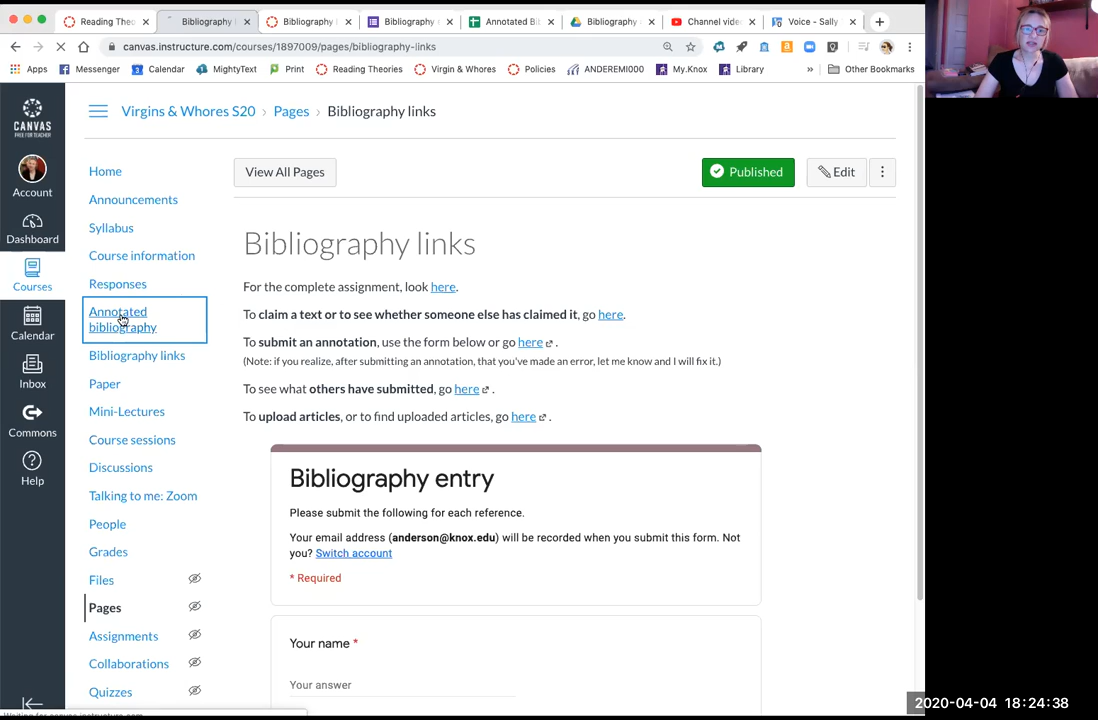 Reading Theo
Bibliography l
Bibliography
Bibliography
Annotated Bi
Bibliography
Channel vide
Voice - Sally
canvas.instructure.com/courses/1897009/pages/bibliography-links
Apps
Messenger
Calendar
MightyText
Print
Reading Theories
Virgin & Whores
Policies
ANDEREMI000
My.Knox
Library
»
Other Bookmarks
CANVAS
FREE FOR TEACHER
Account
Dashboard
Courses
Calendar
Inbox
Commons
Help
Virgins & Whores S20 › Pages › Bibliography links
Home
Announcements
Syllabus
Course information
Responses
Annotated
bibliography
Bibliography links
Paper
Mini-Lectures
Course sessions
Discussions
Talking to me: Zoom
People
Grades
Files
Pages
Assignments
Collaborations
Quizzes
View All Pages
Published
Edit
Bibliography links
For the complete assignment, look here.
To claim a text or to see whether someone else has claimed it, go here.
To submit an annotation, use the form below or go here .
(Note: if you realize, after submitting an annotation, that you've made an error, let me know and I will fix it.)
To see what others have submitted, go here .
To upload articles, or to find uploaded articles, go here .
Bibliography entry
Please submit the following for each reference.
Your email address (anderson@knox.edu) will be recorded when you submit this form. Not
you? Switch account
* Required
Your name *
Your answer
2020-04-04 18:24:38